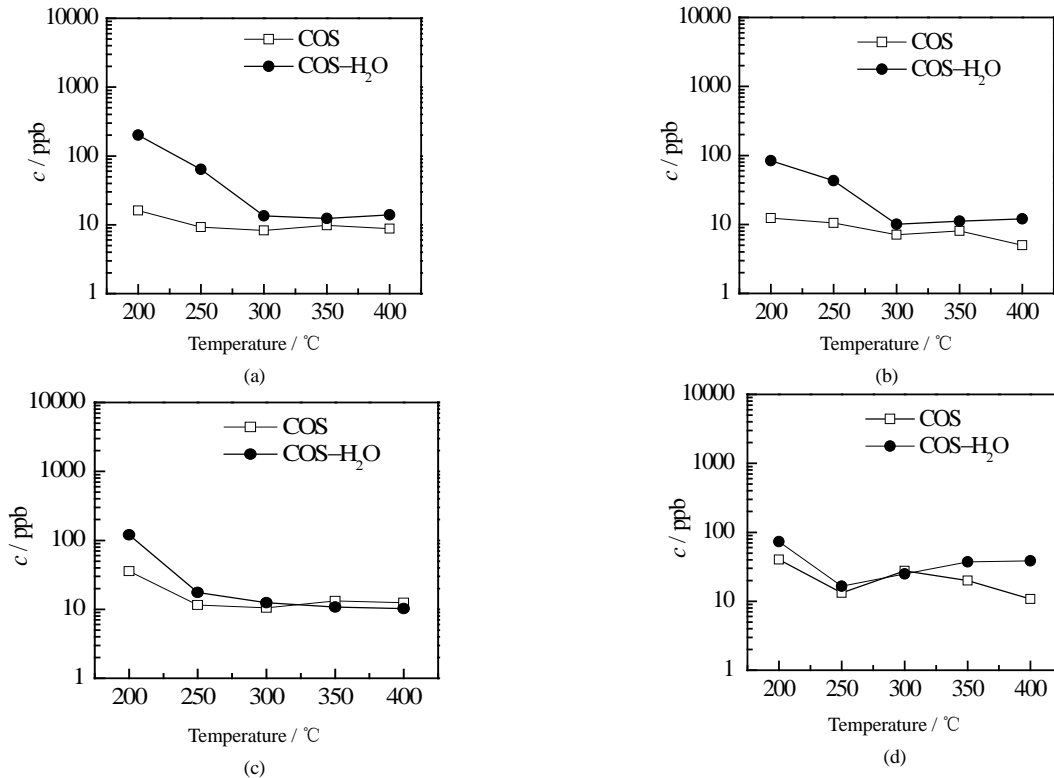 10000
1000
100
10
1
c / ppb
COS
COS–H₂O
200 250 300 350 400
Temperature / ℃
(a)
10000
1000
100
10
1
c / ppb
COS
COS–H₂O
200 250 300 350 400
Temperature / ℃
(b)
10000
1000
100
10
1
c / ppb
COS
COS–H₂O
200 250 300 350 400
Temperature / ℃
(c)
10000
1000
100
10
1
c / ppb
COS
COS–H₂O
200 250 300 350 400
Temperature / ℃
(d)